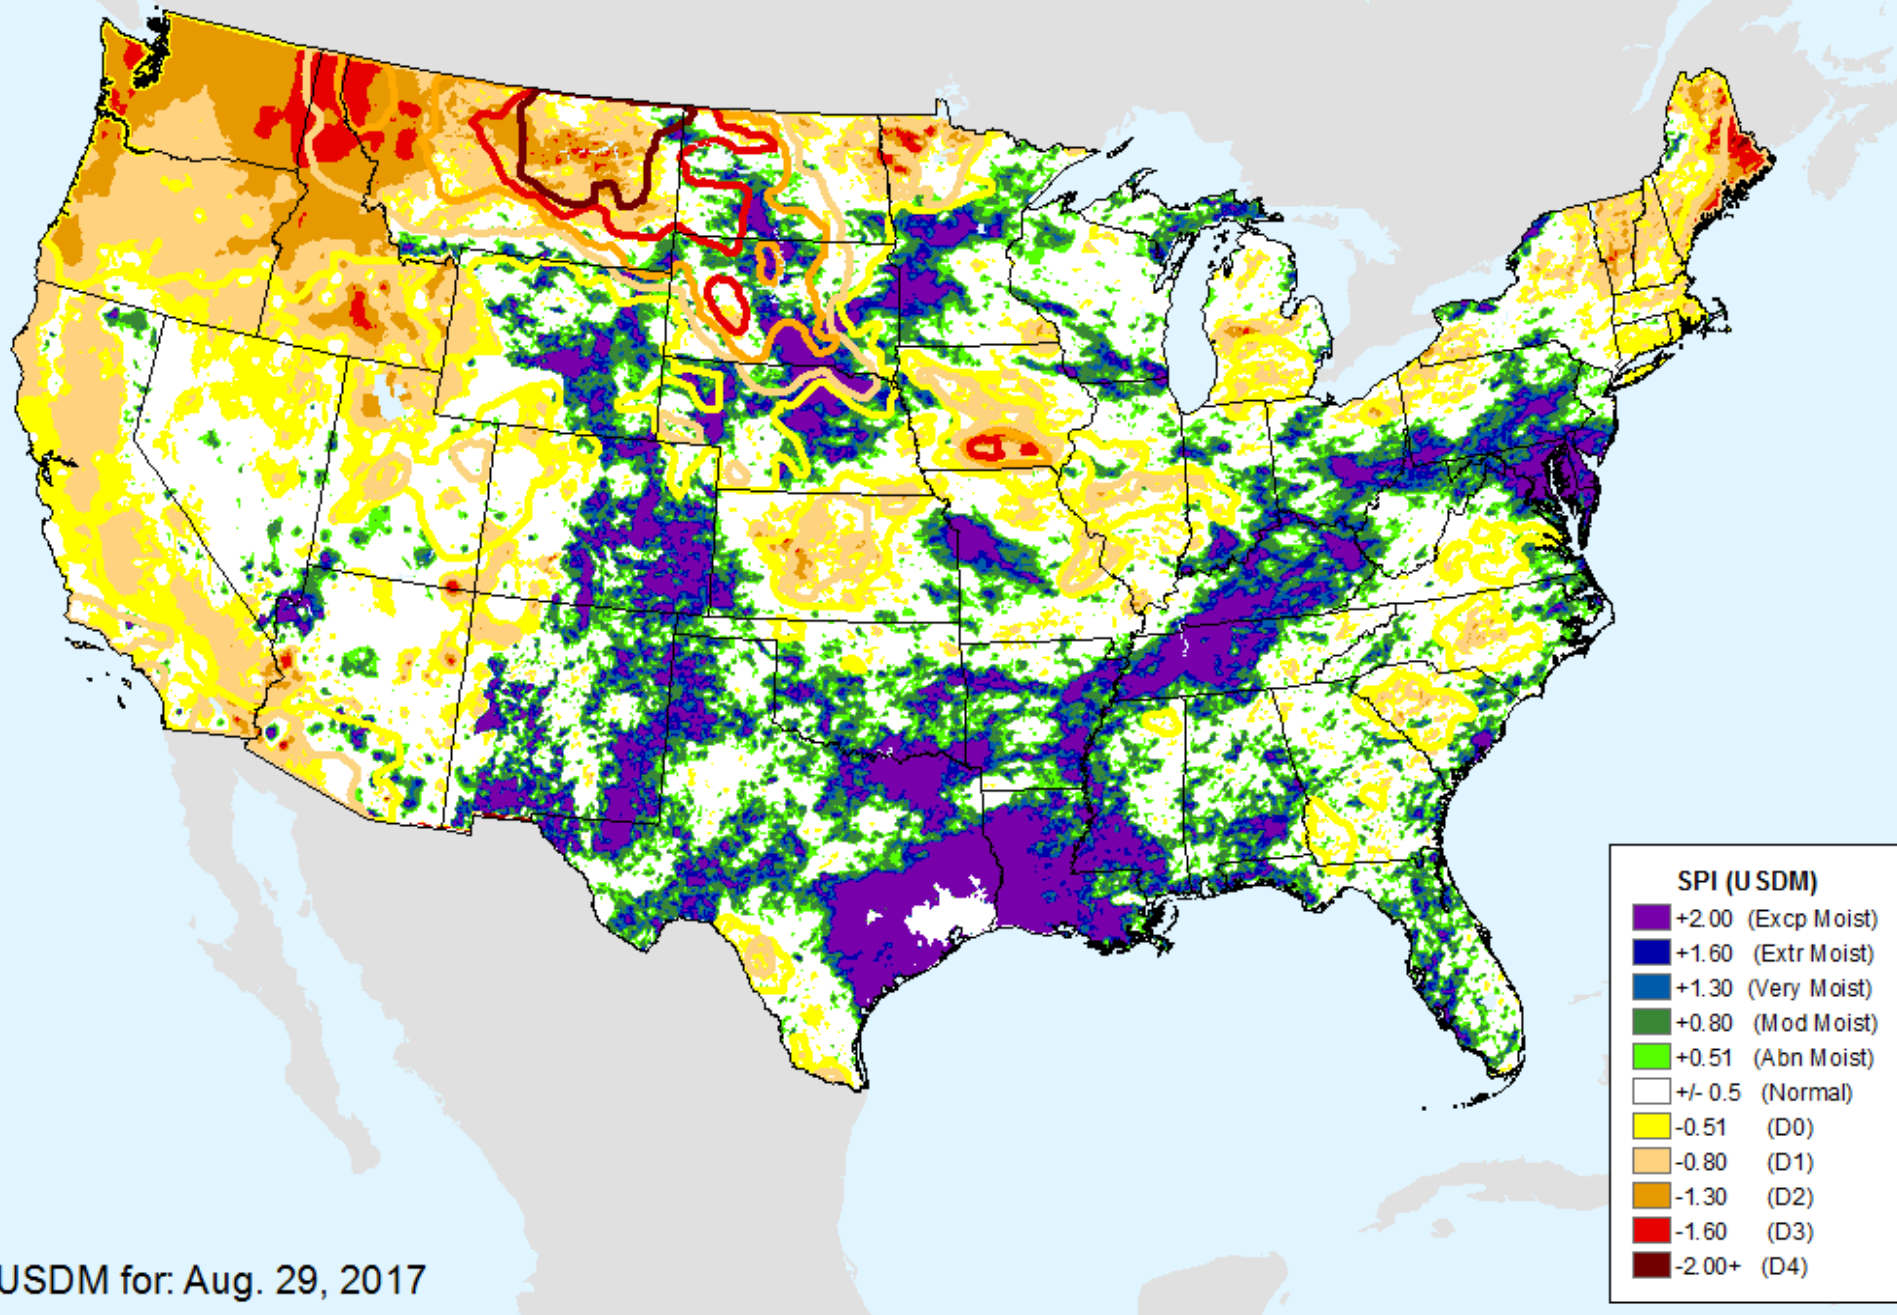 SPI (USDM)
+2.00 (Excp Moist)
+1.60 (Extr Moist)
+1.30 (Very Moist)
+0.80 (Mod Moist)
+0.51 (Abn Moist)
+/- 0.5 (Normal)
-0.51 (D0)
-0.80 (D1)
-1.30 (D2)
-1.60 (D3)
-2.00+ (D4)
USDM for: Aug. 29, 2017